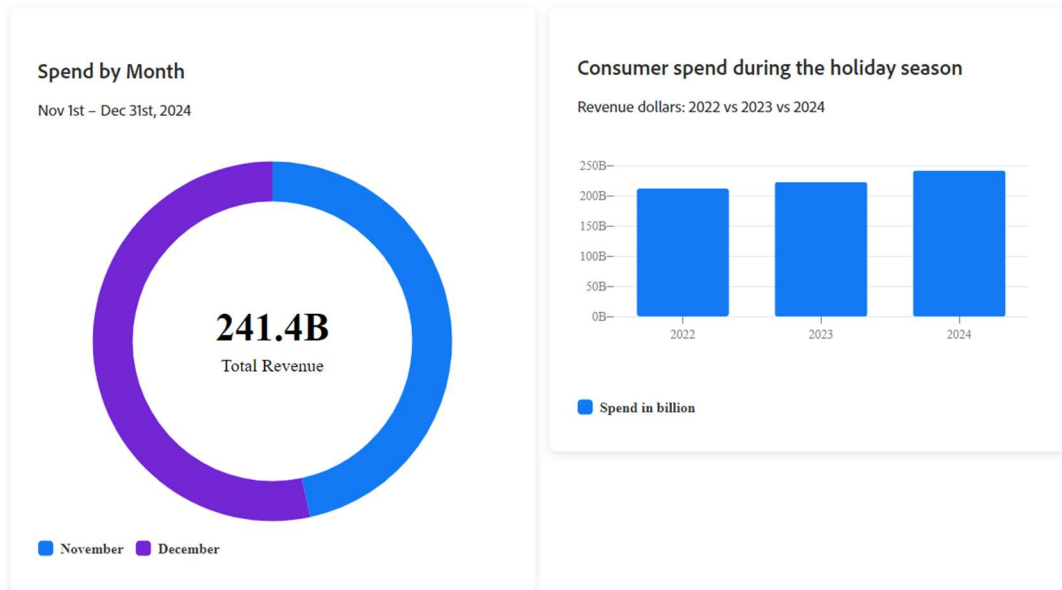 Spend by Month
Nov 1st – Dec 31st, 2024
241.4B
Total Revenue
November
December
Consumer spend during the holiday season
Revenue dollars: 2022 vs 2023 vs 2024
250B
200B
150B
100B
50B
0B
2022
2023
2024
Spend in billion